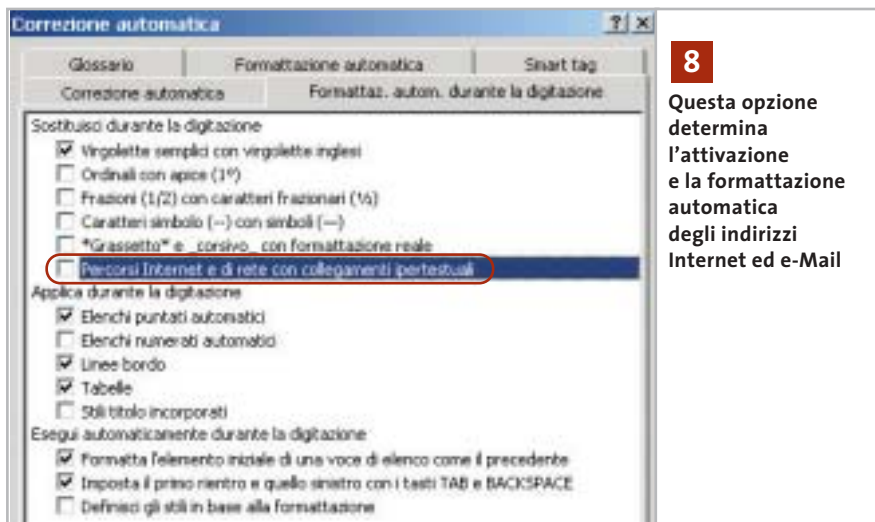 Correzione automatica
Glossario Formattazione automatica Smart tag
Correzione automatica Formattaz. autom. durante la digitazione
Sostituisci durante la digitazione
Virgolette semplici con virgolette inglesi
Ordinali con apice (1º)
Frazioni (1/2) con caratteri frazionari (½)
Caratteri simbolo (--) con simboli (—)
*Grassetto* e _corsivo_ con formattazione reale
Percorsi Internet e di rete con collegamenti ipertestuali
Applica durante la digitazione
Elenchi puntati automatici
Elenchi numerati automatici
Linee bordo
Tabelle
Stili titolo incorporati
Esegui automaticamente durante la digitazione
Formatta l'elemento iniziale di una voce di elenco come il precedente
Imposta il primo rientro e quello sinistro con i tasti TAB e BACKSPACE
Definisci gli stili in base alla formattazione
8
Questa opzione
determina
l'attivazione
e la formattazione
automatica
degli indirizzi
Internet ed e-Mail